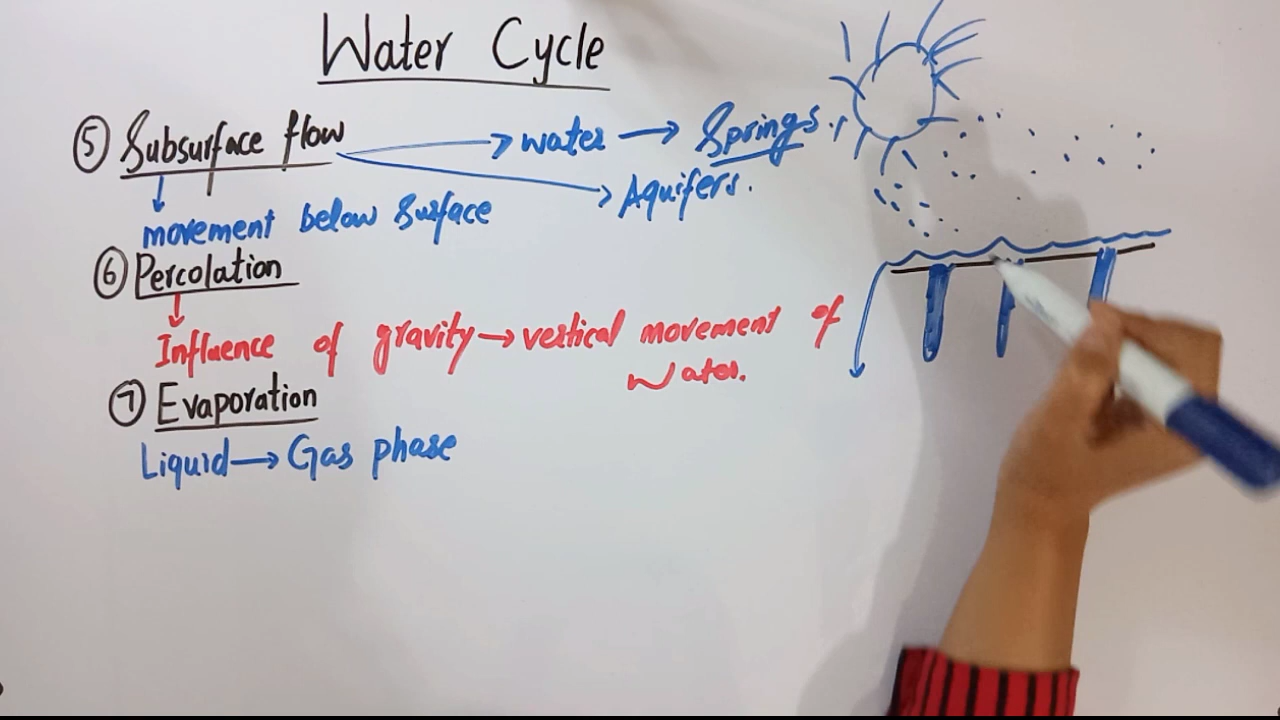 Water Cycle
⑤ Subsurface flow → water → Springs.
→ Aquifers.
↓ movement below Surface
⑥ Percolation
↓ Influence of gravity → vertical movement of
Water.
⑦ Evaporation
Liquid → Gas phase